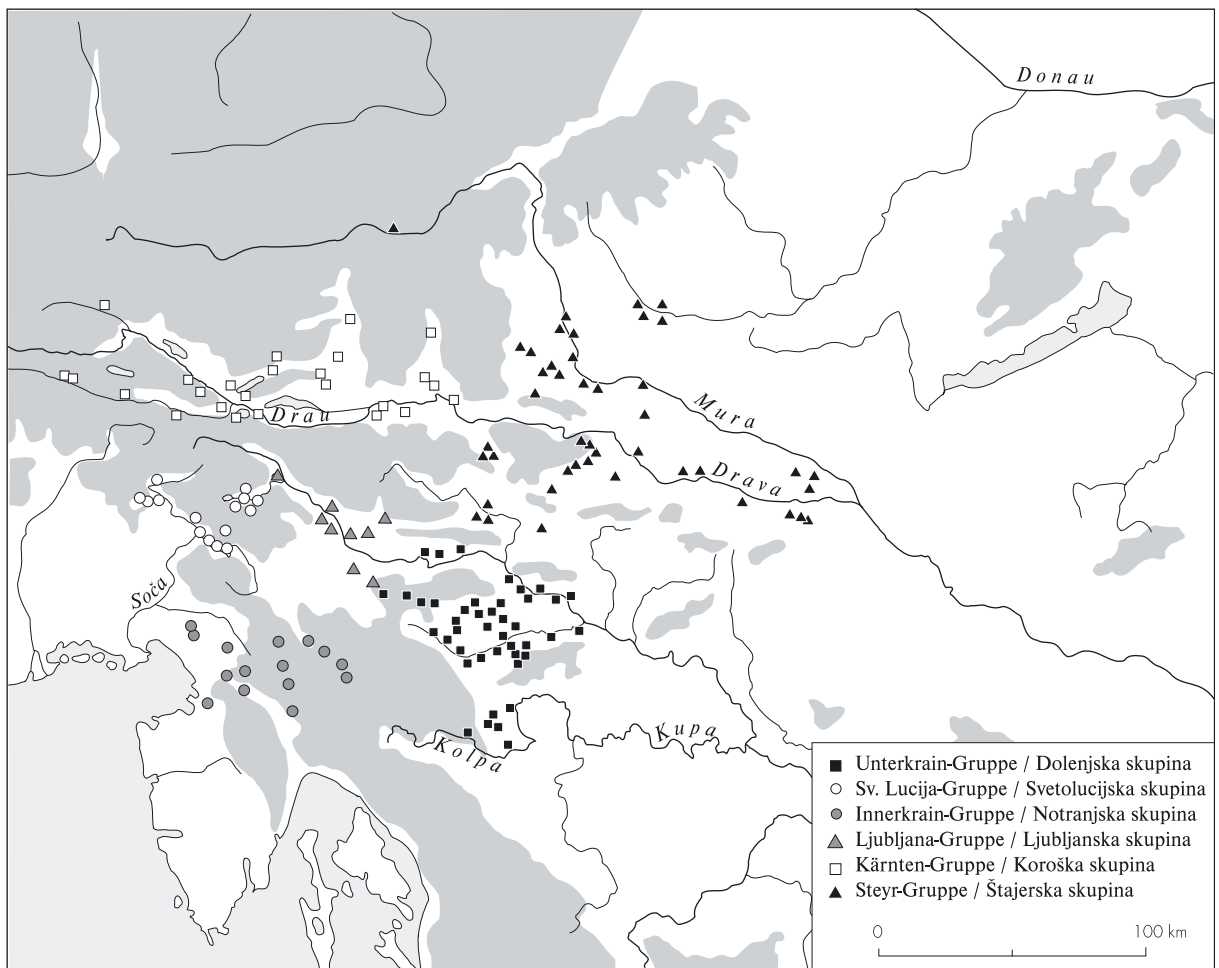 Donau
Drau
Mura
Drava
Soča
Kupa
Kolpa
Unterkrain-Gruppe / Dolenjska skupina
Sv. Lucija-Gruppe / Svetolucijska skupina
Innerkrain-Gruppe / Notranjska skupina
Ljubljana-Gruppe / Ljubljanska skupina
Kärnten-Gruppe / Koroška skupina
Steyr-Gruppe / Štajerska skupina
0 100 km